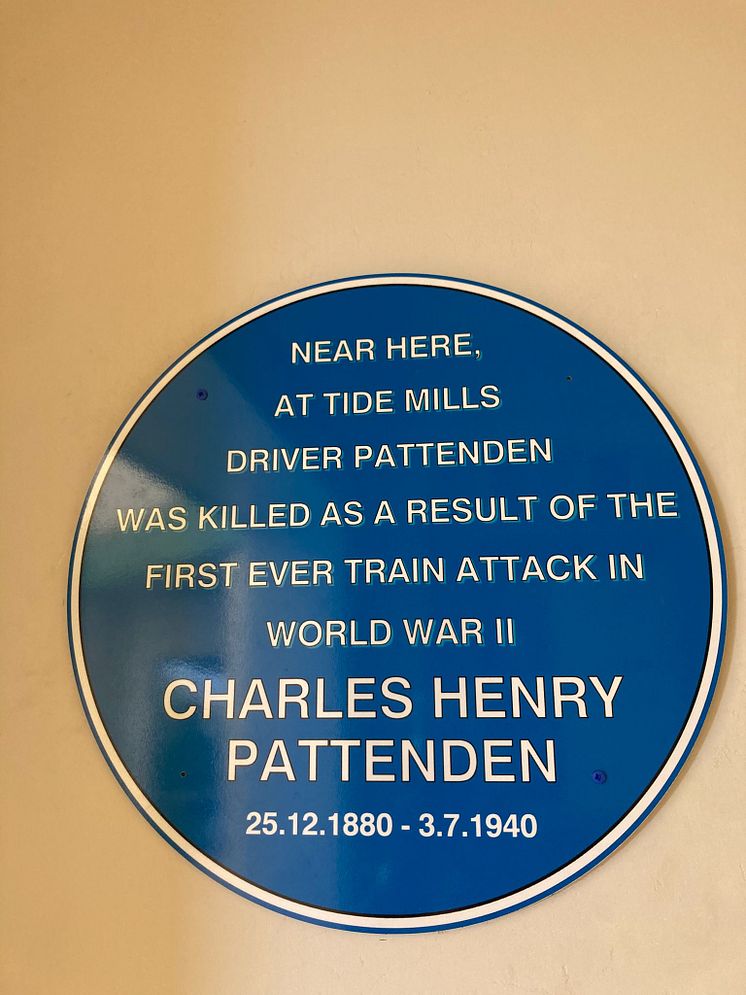 NEAR HERE,
AT TIDE MILLS
DRIVER PATTENDEN
WAS KILLED AS A RESULT OF THE
FIRST EVER TRAIN ATTACK IN
WORLD WAR II
CHARLES HENRY
PATTENDEN
25.12.1880 - 3.7.1940